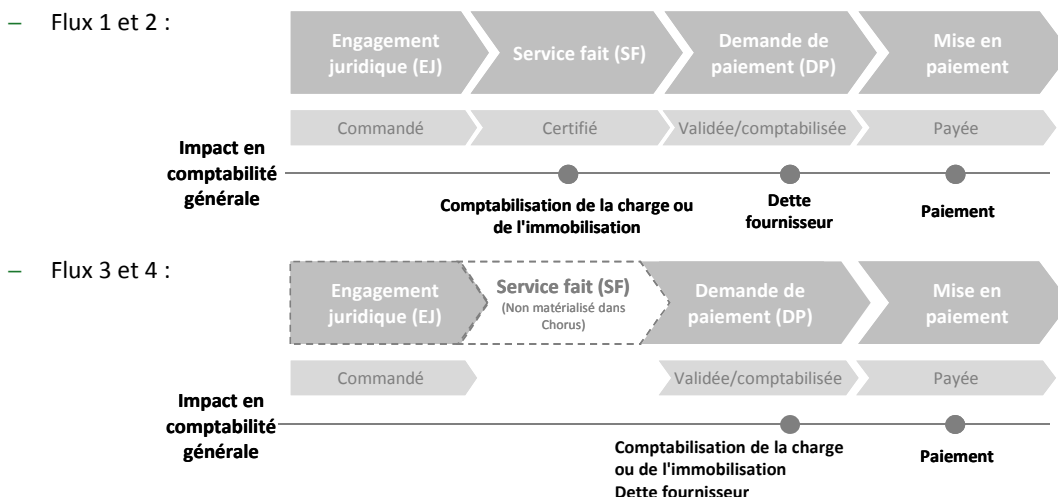 – Flux 1 et 2 :
Engagement
juridique (EJ)
Service fait (SF)
Demande de
paiement (DP)
Mise en
paiement
Commandé
Certifié
Validée/comptabilisée
Payée
Impact en
comptabilité
générale
Comptabilisation de la charge ou
de l'immobilisation
Dette
fournisseur
Paiement
– Flux 3 et 4 :
Engagement
juridique (EJ)
Service fait (SF)
(Non matérialisé dans
Chorus)
Demande de
paiement (DP)
Mise en
paiement
Commandé
Validée/comptabilisée
Payée
Impact en
comptabilité
générale
Comptabilisation de la charge
ou de l'immobilisation
Dette fournisseur
Paiement